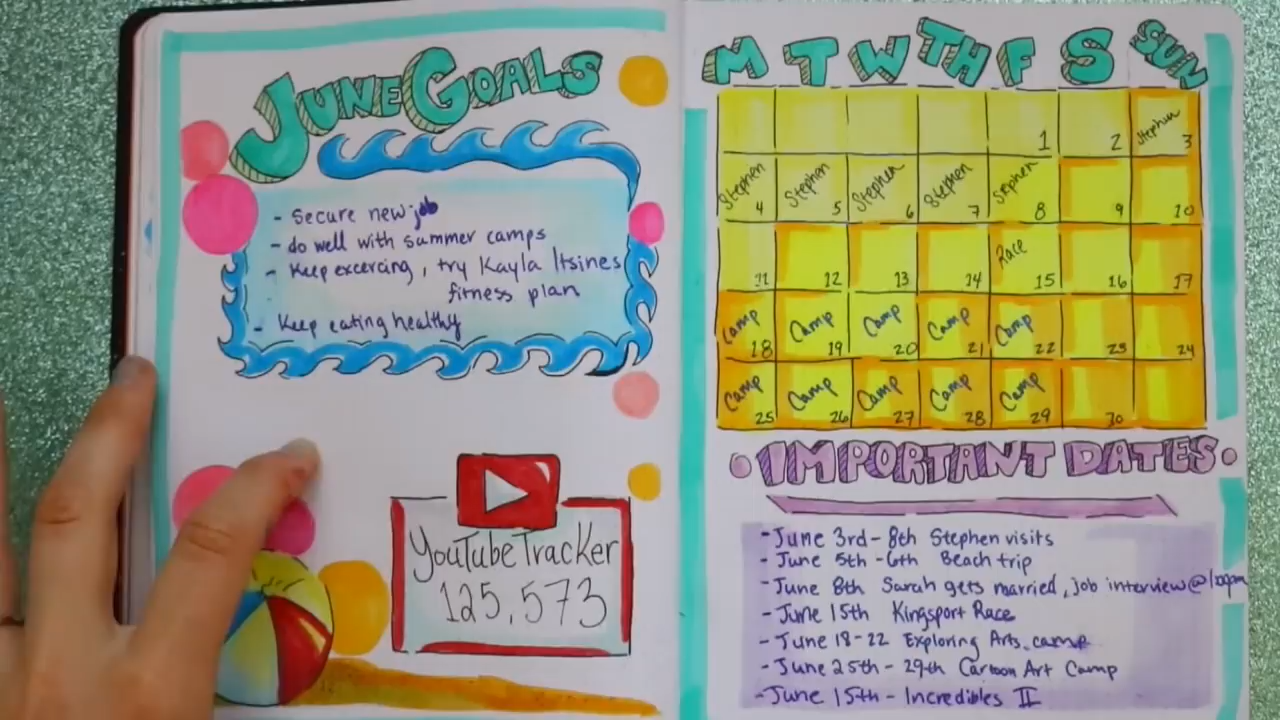 JUNE GOALS
- Secure new job
- do well with summer camps
- Keep excercing, try Kayla Itsines
fitness plan
- Keep eating healthy
YouTube Tracker
125,573
M T W TH F S SUN
1 2 Stephen 3
Stephen 4 Stephen 5 Stephen 6 Stephen 7 Stephen 8 9 10
11 12 13 14 Race 15 16 17
Camp 18 Camp 19 Camp 20 Camp 21 Camp 22 23 24
Camp 25 Camp 26 Camp 27 Camp 28 Camp 29 30
IMPORTANT DATES
- June 3rd - 8th Stephen visits
- June 5th - 6th Beach trip
- June 8th Sarah gets married, job interview @
- June 15th Kingsport Race
- June 18-22 Exploring Arts camp
- June 25th - 29th Cartoon Art Camp
- June 15th - Incredibles II